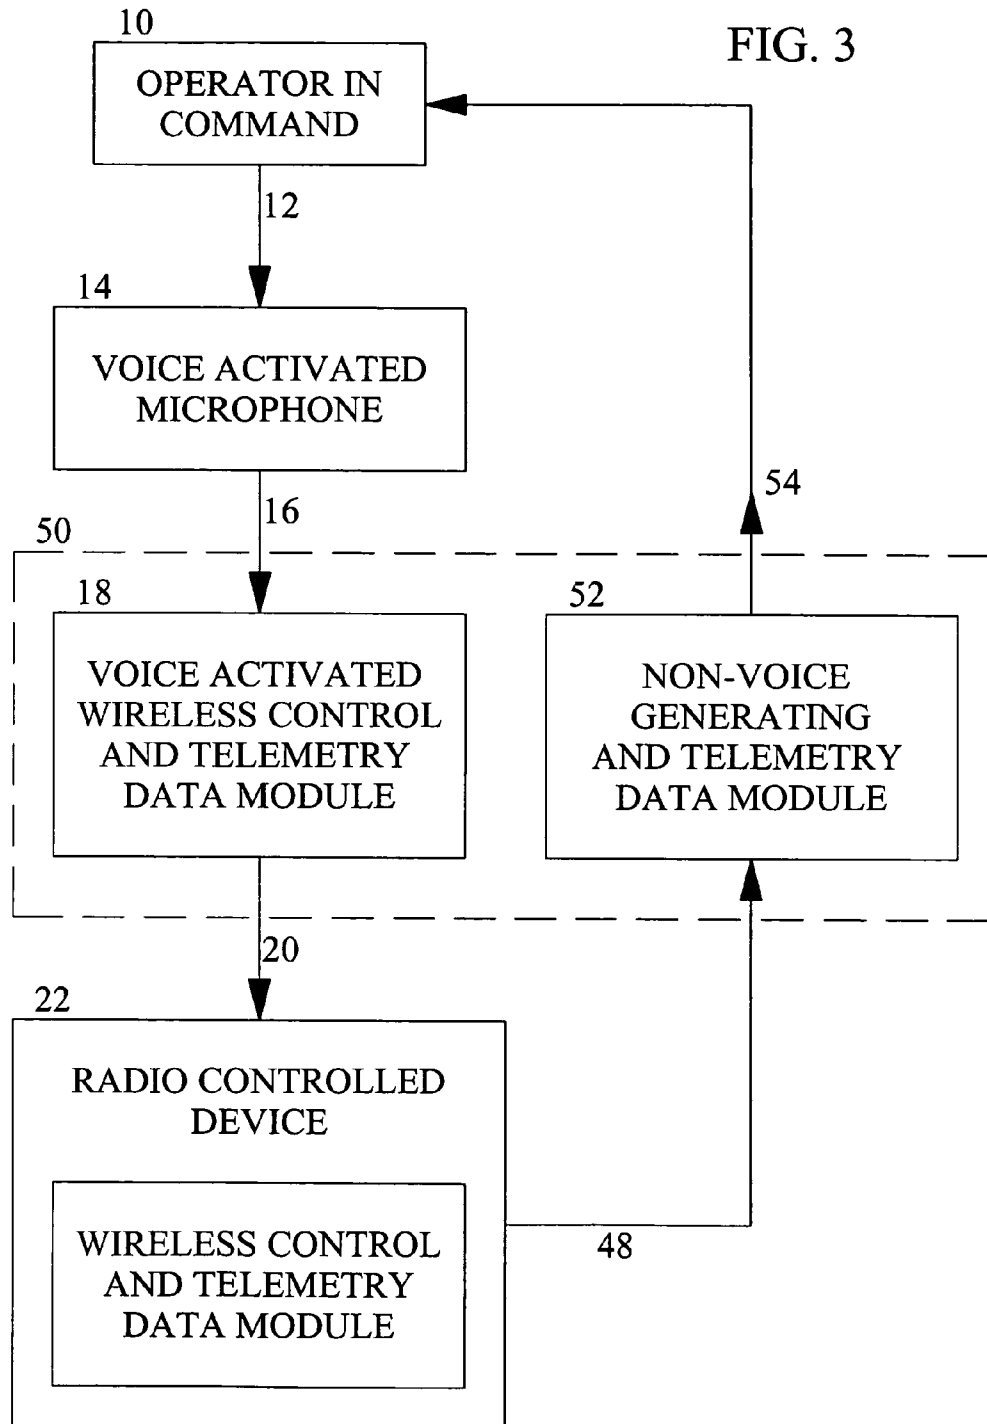 FIG. 3
10
OPERATOR IN
COMMAND
12
14
VOICE ACTIVATED
MICROPHONE
16
54
50
18
VOICE ACTIVATED
WIRELESS CONTROL
AND TELEMETRY
DATA MODULE
52
NON-VOICE
GENERATING
AND TELEMETRY
DATA MODULE
20
22
RADIO CONTROLLED
DEVICE
WIRELESS CONTROL
AND TELEMETRY
DATA MODULE
48